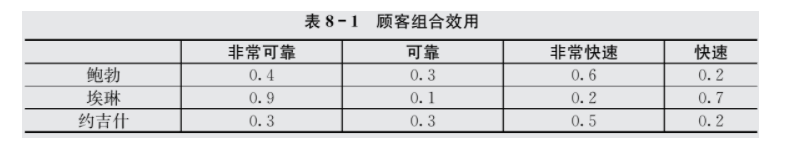 表 8-1 顾客组合效用
非常可靠 可靠 非常快速 快速
鲍勃 0.4 0.3 0.6 0.2
埃琳 0.9 0.1 0.2 0.7
约吉什 0.3 0.3 0.5 0.2